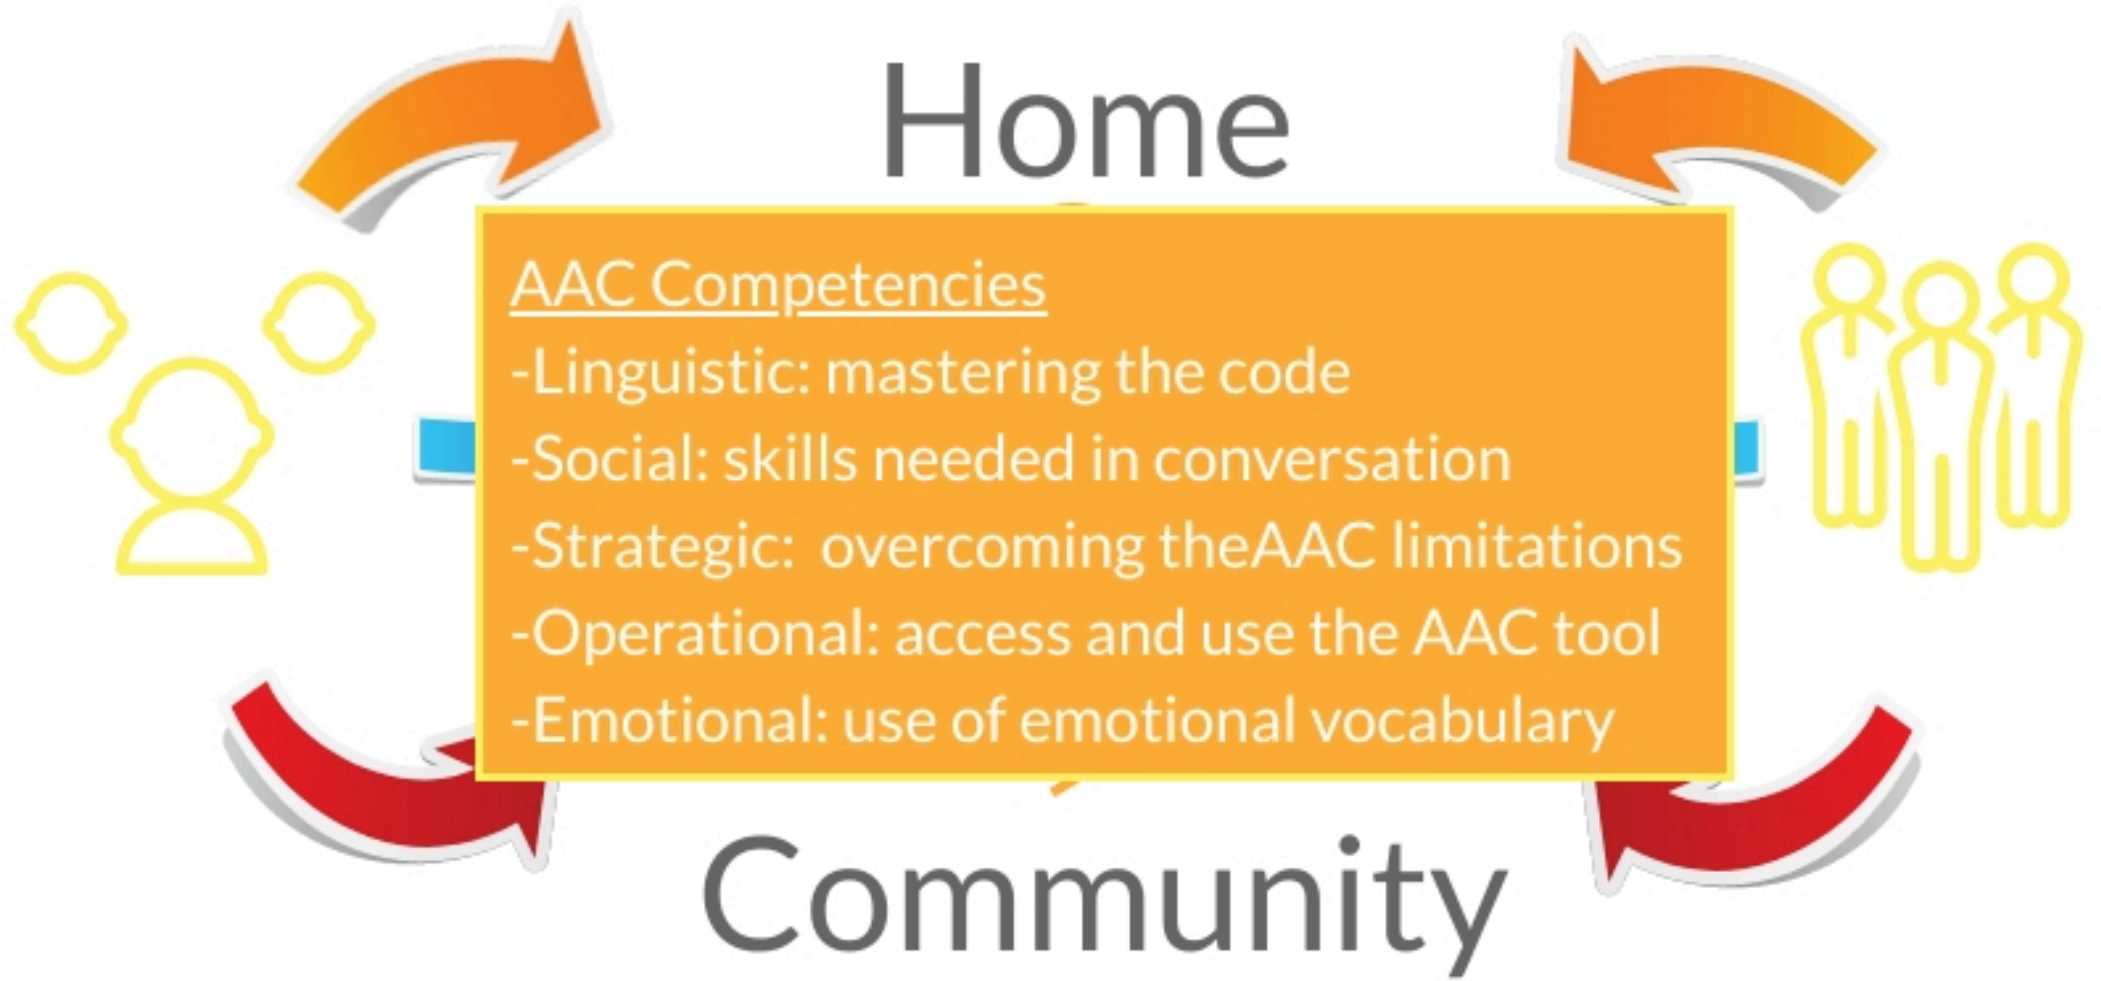 Home
AAC Competencies
-Linguistic: mastering the code
-Social: skills needed in conversation
-Strategic:  overcoming theAAC limitations
-Operational: access and use the AAC tool
-Emotional: use of emotional vocabulary
Community